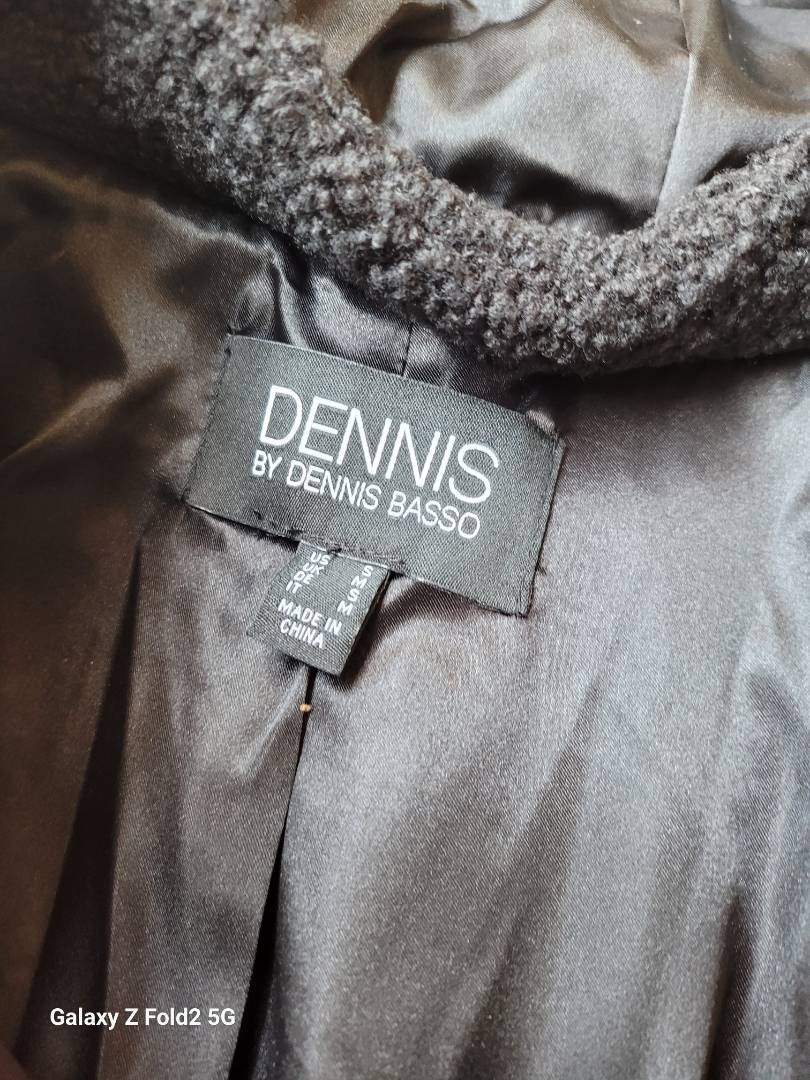 DENNIS
BY DENNIS BASSO
US S
UK M
DE S
IT M
MADE IN
CHINA
Galaxy Z Fold2 5G